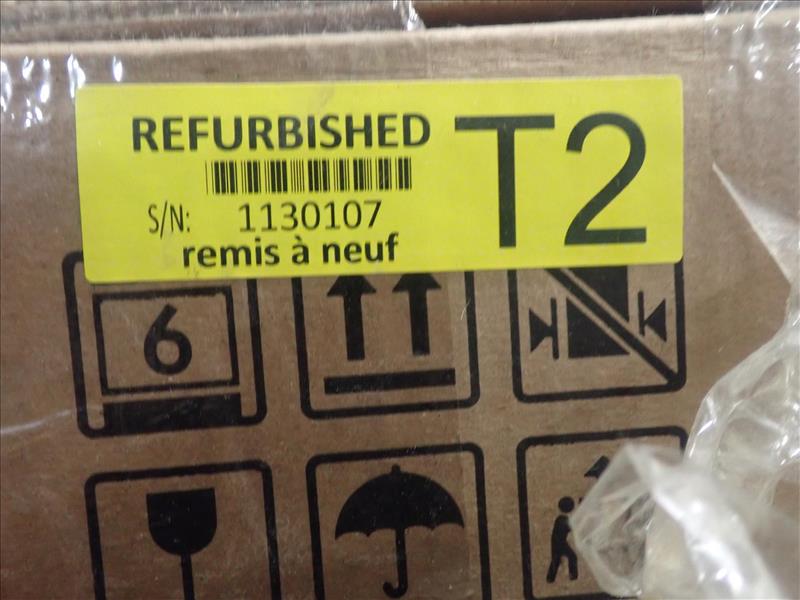 REFURBISHED
T2
S/N: 1130107
remis à neuf
6